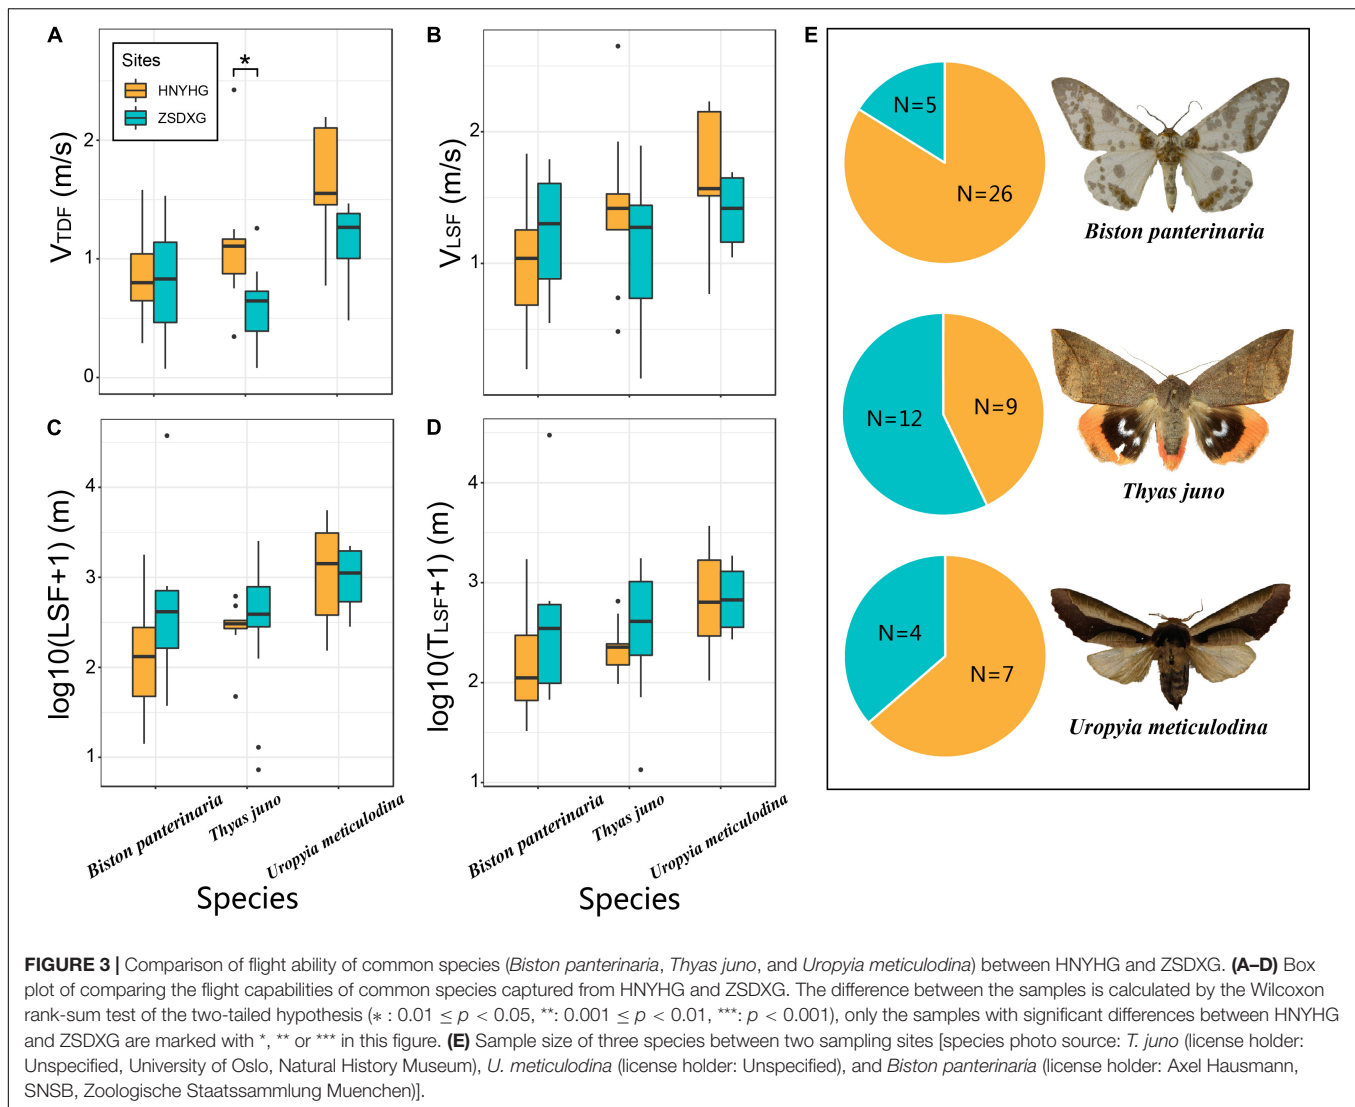 A
Sites
HNYHG
ZSDXG
*
V_TDF (m/s)
2
1
0
B
V_LSF (m/s)
2
1
C
log10(LSF+1) (m)
4
3
2
1
Biston panterinaria
Thyas juno
Uropyia meticulodina
Species
D
log10(T_LSF+1) (m)
4
3
2
1
Biston panterinaria
Thyas juno
Uropyia meticulodina
Species
E
N=5
N=26
Biston panterinaria
N=12
N=9
Thyas juno
N=4
N=7
Uropyia meticulodina
FIGURE 3 | Comparison of flight ability of common species (Biston panterinaria, Thyas juno, and Uropyia meticulodina) between HNYHG and ZSDXG. (A–D) Box
plot of comparing the flight capabilities of common species captured from HNYHG and ZSDXG. The difference between the samples is calculated by the Wilcoxon
rank-sum test of the two-tailed hypothesis (* : 0.01 ≤ p < 0.05, **: 0.001 ≤ p < 0.01, ***: p < 0.001), only the samples with significant differences between HNYHG
and ZSDXG are marked with *, ** or *** in this figure. (E) Sample size of three species between two sampling sites [species photo source: T. juno (license holder:
Unspecified, University of Oslo, Natural History Museum), U. meticulodina (license holder: Unspecified), and Biston panterinaria (license holder: Axel Hausmann,
SNSB, Zoologische Staatssammlung Muenchen)].